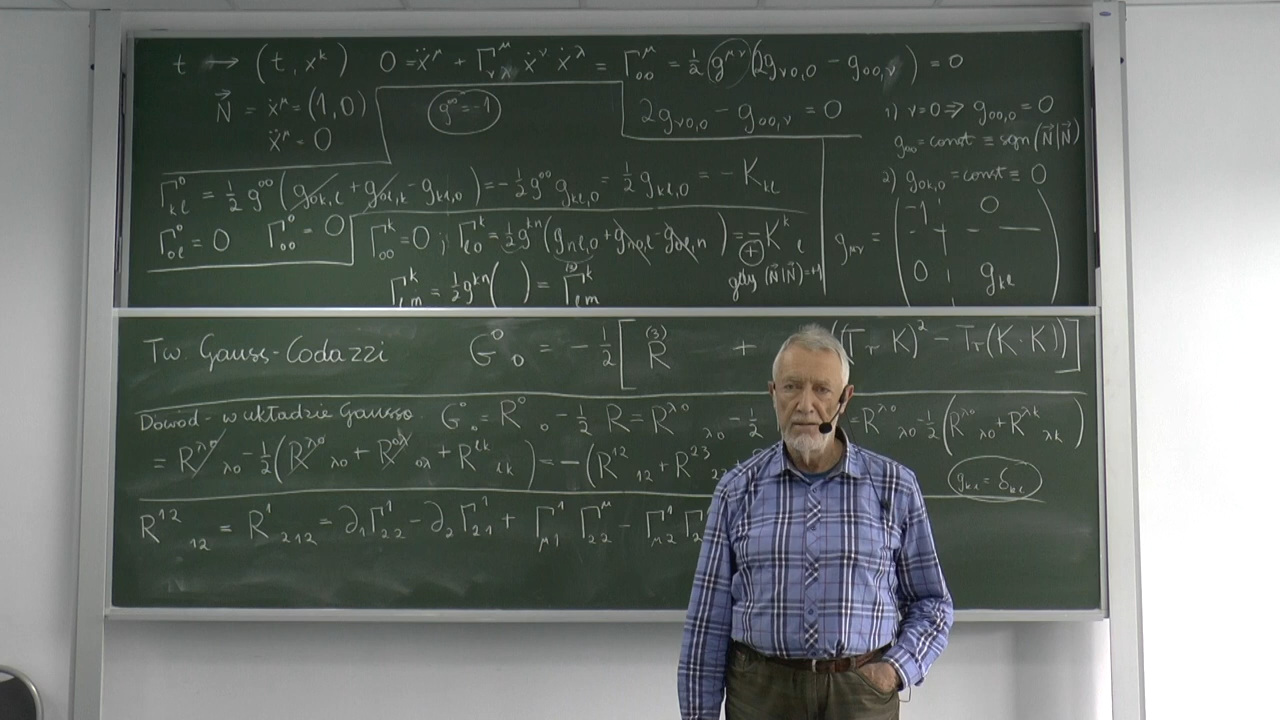 t ⟷ (t, x^k)   0 = ẍ^μ + Γ^μ_{νλ} ẋ^ν ẋ^λ = Γ^μ_{00} = 1/2 g^{μν}(2g_{ν0,0} − g_{00,ν}) = 0
N⃗ = ẋ^μ = (1,0)   g^{00} = −1   2g_{ν0,0} − g_{00,ν} = 0   1) ν=0 ⇒ g_{00,0} = 0
ẍ^μ = 0   g_{00} = const ≡ sgn(N⃗|N⃗)
Γ^0_{kl} = 1/2 g^{00}(g_{0k,l} + g_{0l,k} − g_{kl,0}) = −1/2 g^{00} g_{kl,0} = 1/2 g_{kl,0} = −K_{kl}   2) g_{0k,0} = const ≡ 0
Γ^0_{0l} = 0   Γ^0_{00} = 0   Γ^k_{00} = 0 ; Γ^k_{l0} = 1/2 g^{kn}(g_{nl,0} + g_{n0,l} − g_{0l,n}) = −K^k_l   g_{μν} = ( −1 | 0 ; 0 | g_{kl} )
+
gdy (N⃗|N⃗)=+1
Γ^k_{lm} = 1/2 g^{kn}( ) = ^{(3)}Γ^k_{lm}
Tw. Gauss-Codazzi   G^0_0 = −1/2 [ ^{(3)}R + ((Tr K)^2 − Tr(K·K)) ]
Dowód - w układzie Gaussa   G^0_0 = R^0_0 − 1/2 R = R^{λ0}_{λ0} − 1/2 = R^{λ0}_{λ0} − 1/2 (R^{λ0}_{λ0} + R^{λk}_{λk})
= R^{λ0}_{λ0} − 1/2 (R^{λ0}_{λ0} + R^{0λ}_{0λ} + R^{lk}_{lk}) = −(R^{12}_{12} + R^{23}_{23}   g_{kl} = δ_{kl}
R^{12}_{12} = R^1_{212} = ∂_1 Γ^1_{22} − ∂_2 Γ^1_{21} + Γ^1_{μ1} Γ^μ_{22} − Γ^1_{μ2}